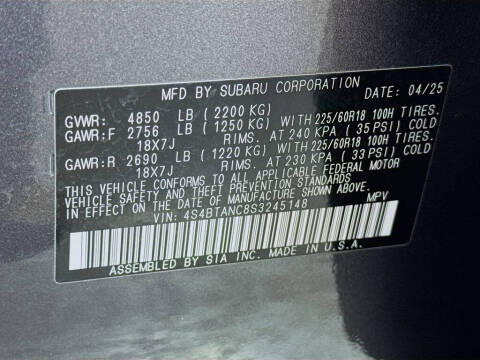 MFD BY SUBARU CORPORATION DATE: 04/25
GVWR: 4850 LB (2200 KG)
GAWR:F 2756 LB (1250 KG) WITH 225/60R18 100H TIRES.
18X7J RIMS. AT 240 KPA (35 PSI) COLD
GAWR:R 2690 LB (1220 KG) WITH 225/60R18 100H TIRES.
18X7J RIMS. AT 230 KPA (33 PSI) COLD
THIS VEHICLE CONFORMS TO ALL APPLICABLE FEDERAL MOTOR
VEHICLE SAFETY AND THEFT PREVENTION STANDARDS
IN EFFECT ON THE DATE OF MANUFACTURE SHOWN ABOVE.
VIN: 4S4BTANC8S3245148 MPV
ASSEMBLED BY SIA INC. MADE IN U.S.A.